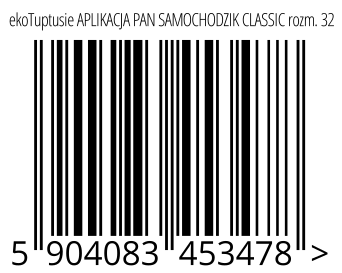 ekoTuptusie APLIKACJA PAN SAMOCHODZIK CLASSIC rozm. 32
5 904083 453478 >